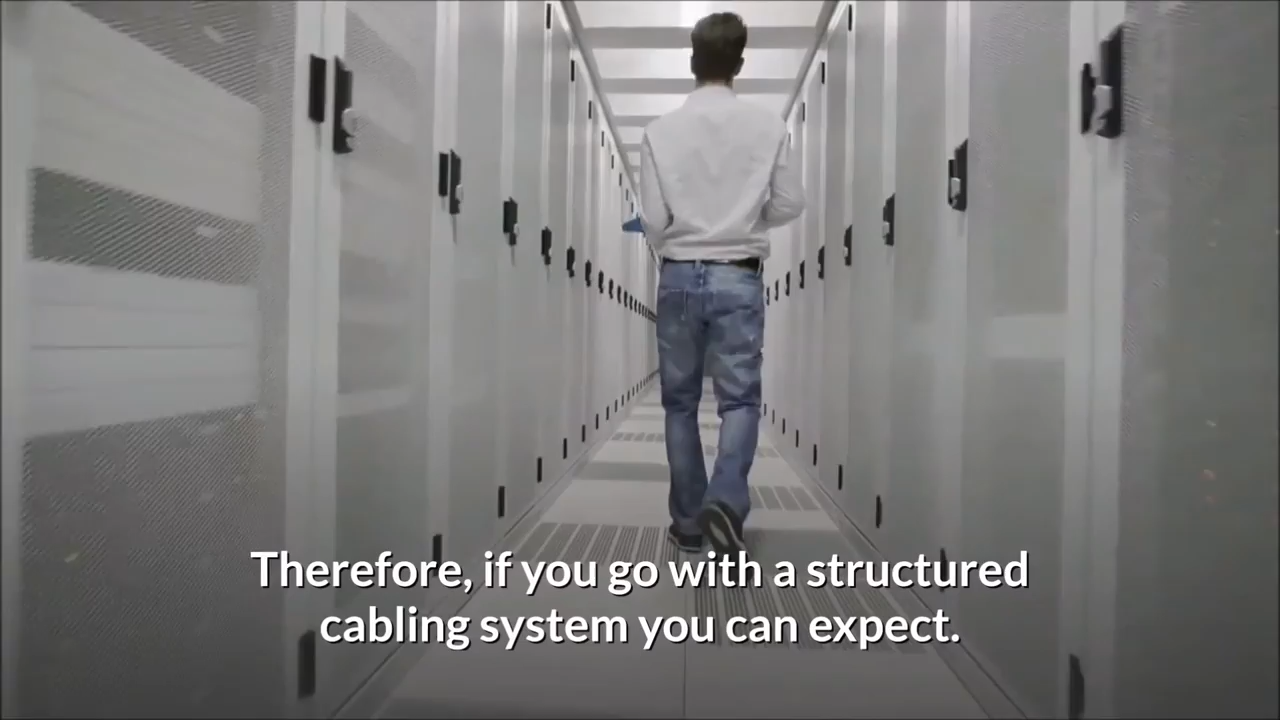 Therefore, if you go with a structured
cabling system you can expect.